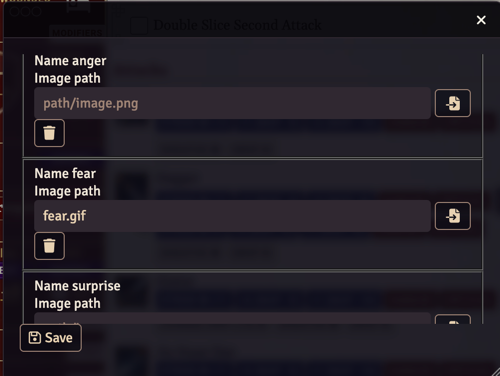 Double Slice Second Attack
Name anger
Image path
path/image.png
Name fear
Image path
fear.gif
Name surprise
Image path
Save